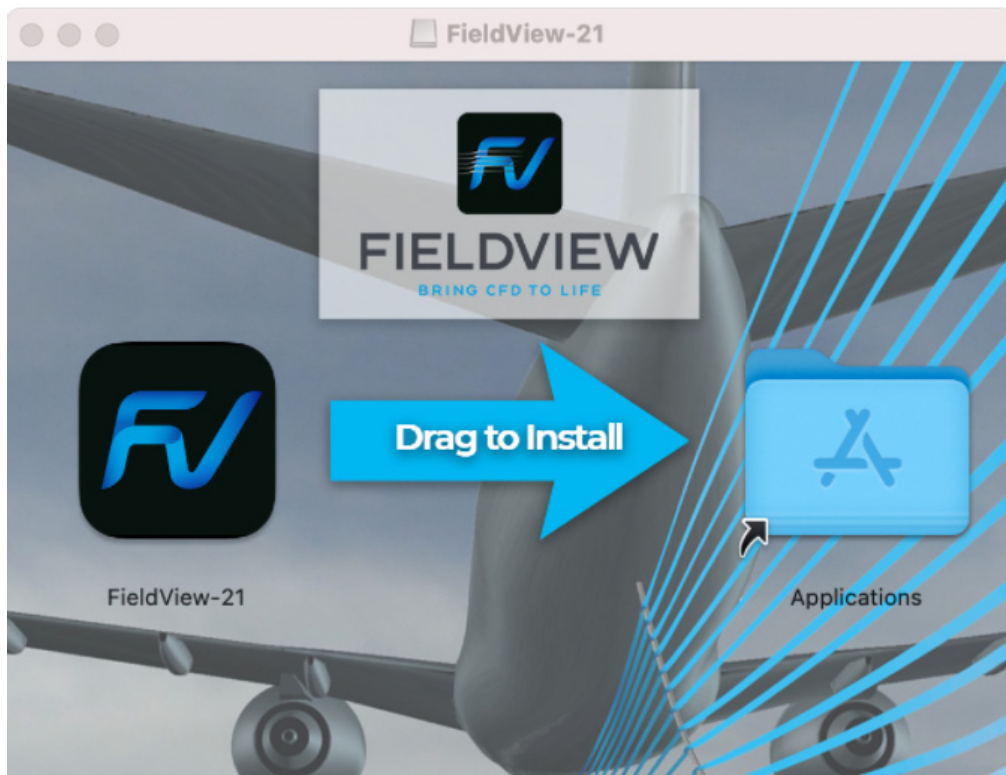 FieldView-21
FV
FIELDVIEW
BRING CFD TO LIFE
FV
Drag to Install
FieldView-21
Applications